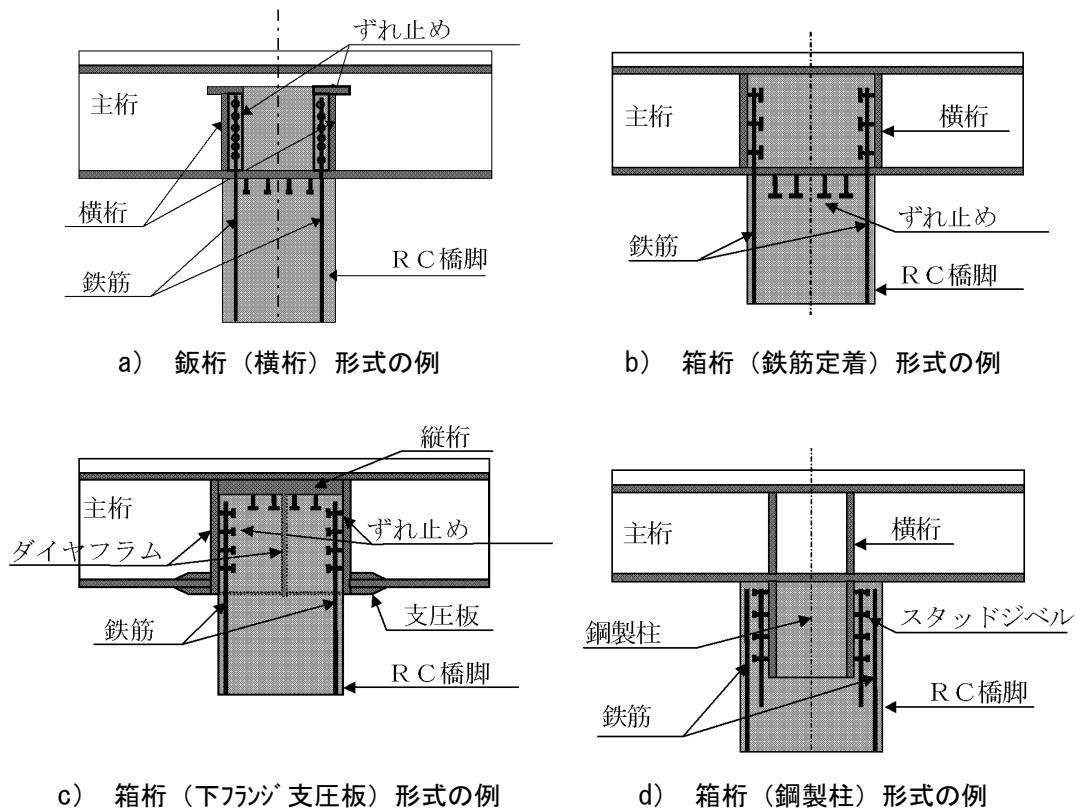 ずれ止め
主桁
横桁
鉄筋
ＲＣ橋脚
a) 鈑桁（横桁）形式の例
主桁
横桁
ずれ止め
鉄筋
ＲＣ橋脚
b) 箱桁（鉄筋定着）形式の例
縦桁
主桁
ずれ止め
ダイヤフラム
支圧板
鉄筋
ＲＣ橋脚
c) 箱桁（下ﾌﾗﾝｼﾞ支圧板）形式の例
主桁
横桁
スタッドジベル
鋼製柱
ＲＣ橋脚
鉄筋
d) 箱桁（鋼製柱）形式の例